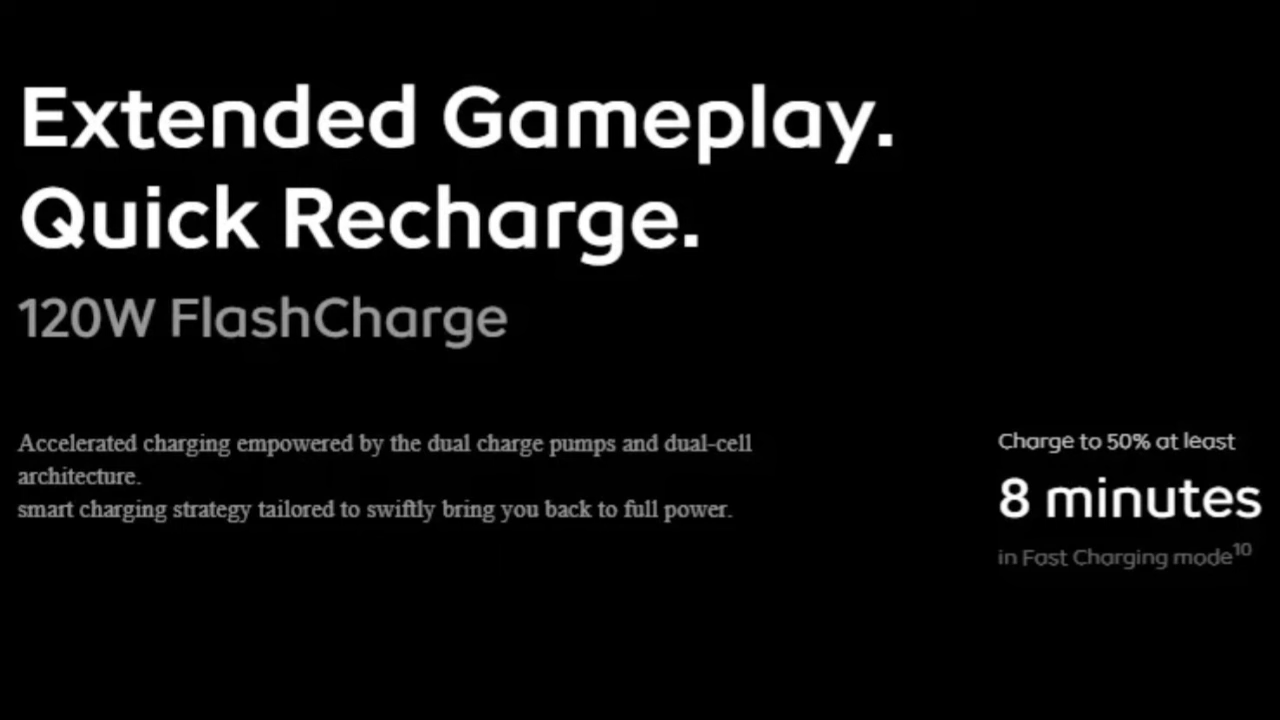 Extended Gameplay.
Quick Recharge.
120W FlashCharge
Accelerated charging empowered by the dual charge pumps and dual-cell
architecture.
smart charging strategy tailored to swiftly bring you back to full power.
Charge to 50% at least
8 minutes
in Fast Charging mode¹⁰